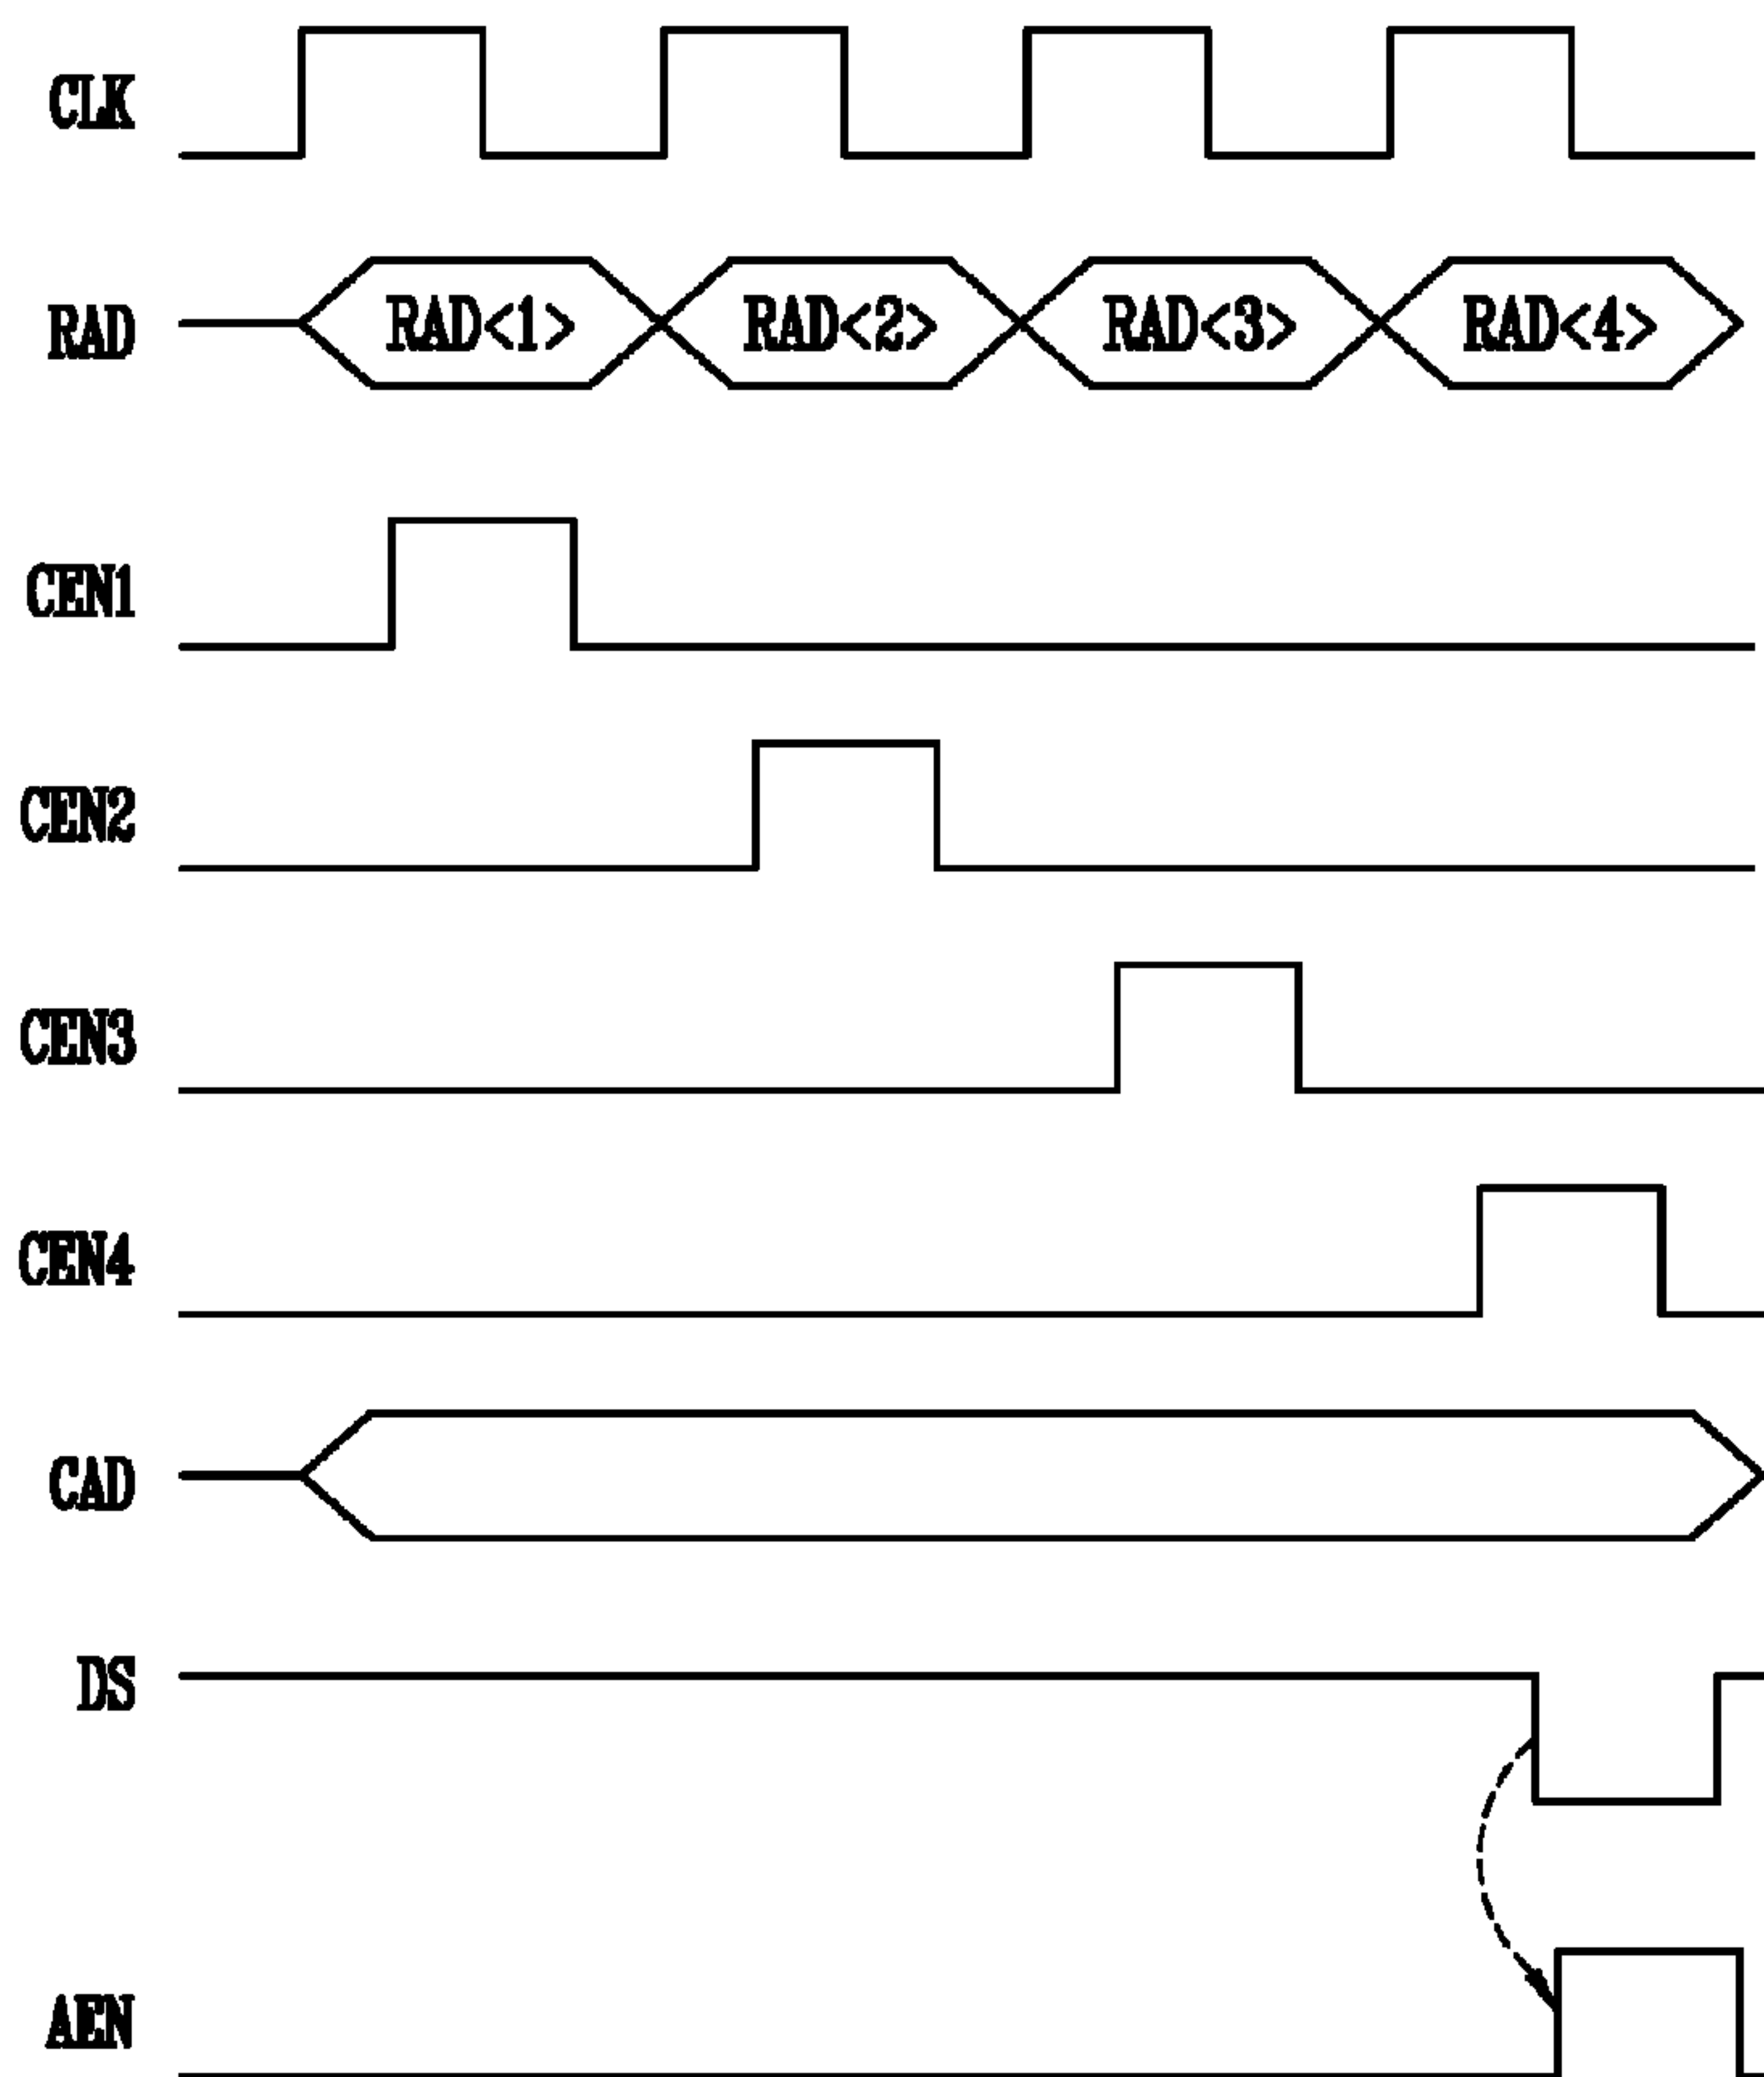 CLK
RAD RAD<1> RAD<2> RAD<3> RAD<4>
CEN1
CEN2
CEN3
CEN4
CAD
DS
AEN